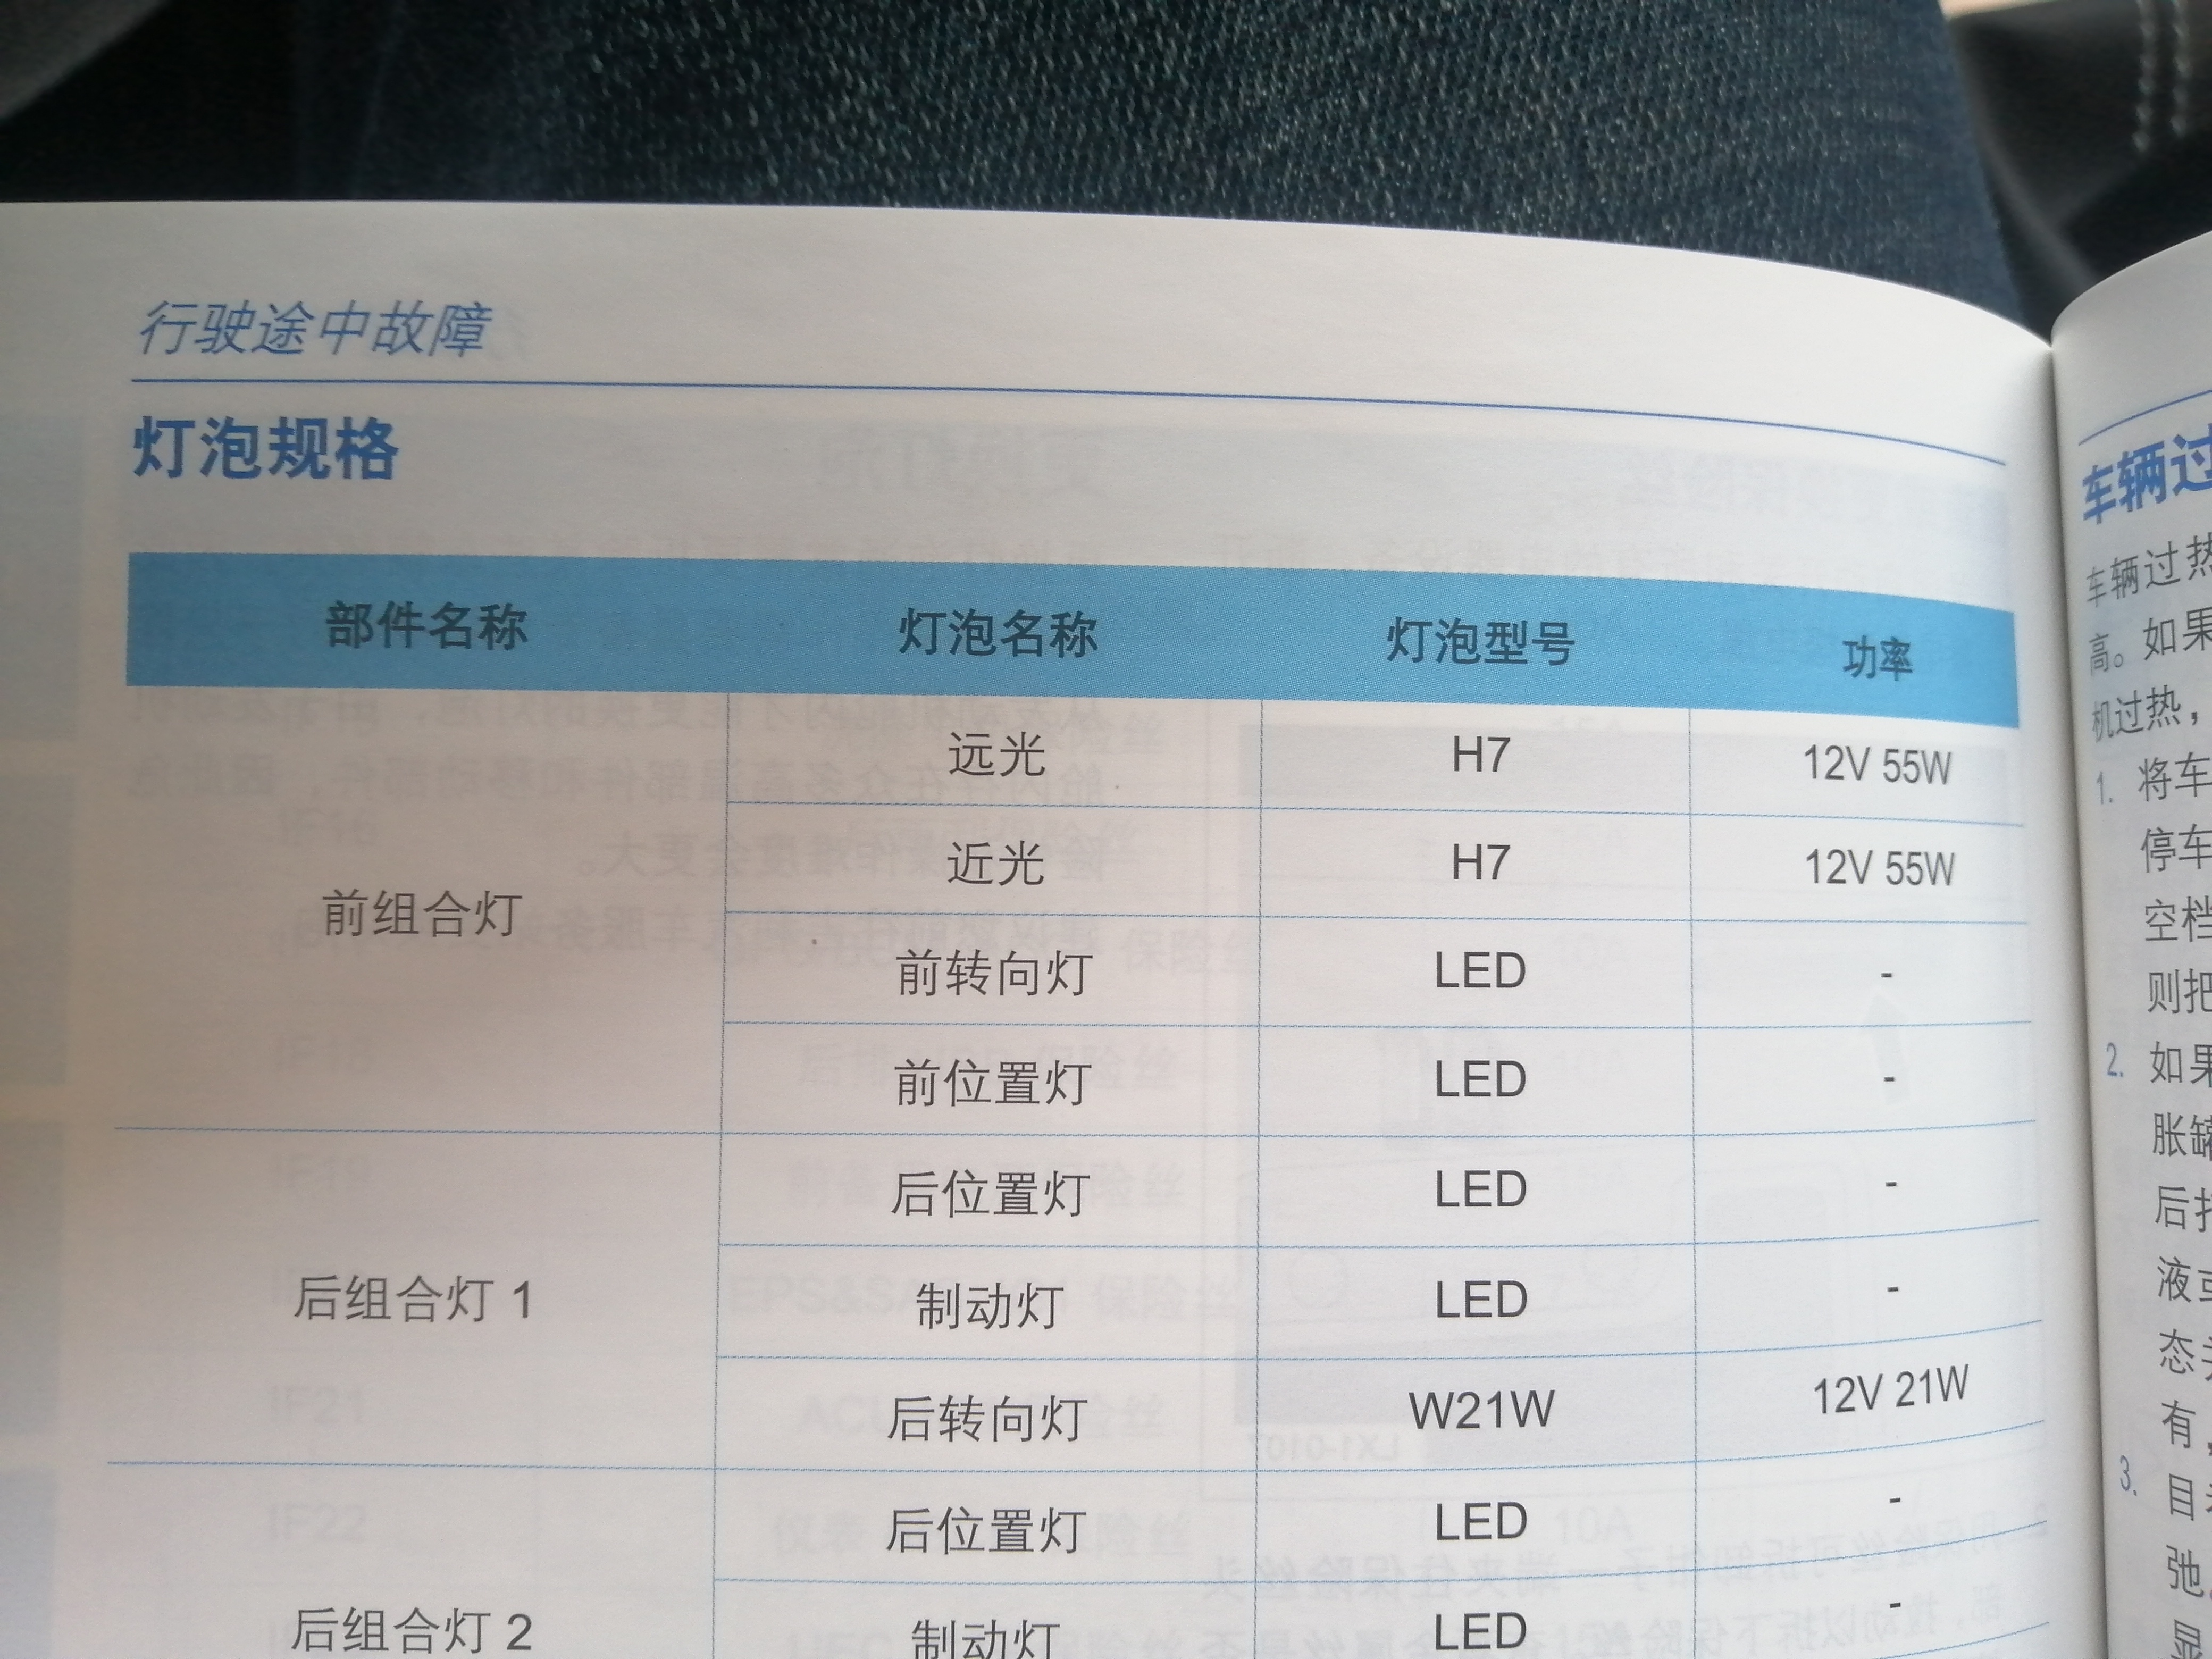 行驶途中故障
灯泡规格
部件名称 灯泡名称 灯泡型号 功率
前组合灯
远光 H7 12V 55W
近光 H7 12V 55W
前转向灯 LED -
前位置灯 LED -
后组合灯 1
后位置灯 LED -
制动灯 LED -
后转向灯 W21W 12V 21W
后组合灯 2
后位置灯 LED -
制动灯 LED -
车辆过
车辆过热
高。如果
机过热，
1. 将车
停车
空档
则把
2. 如果
胀罐
后
液
态
有，
3. 目
弛
显